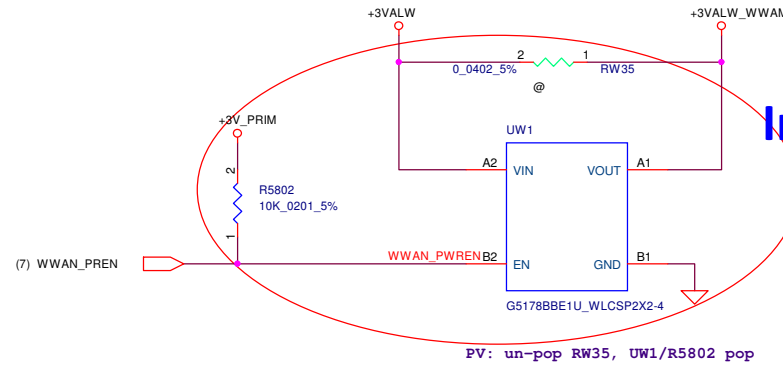 +3VALW
+3VALW_WWAM
2
1
0_0402_5%
RW35
@
+3V_PRIM
UW1
2
R5802
10K_0201_5%
1
A2
VIN
VOUT
A1
(7) WWAN_PREN
WWAN_PWREN
B2
EN
GND
B1
G5178BBE1U_WLCSP2X2-4
PV: un-pop RW35, UW1/R5802 pop